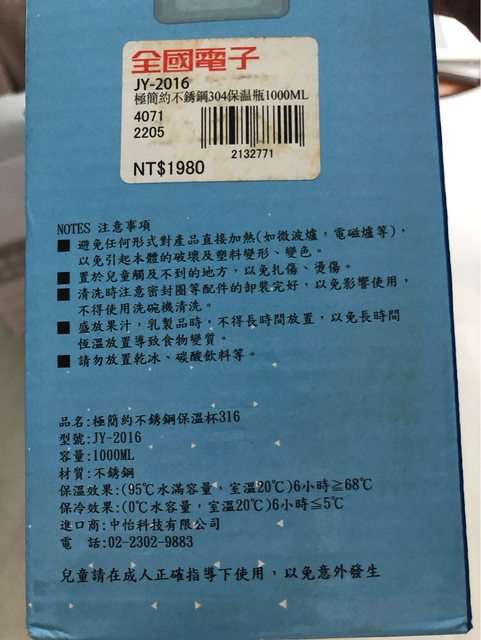 全國電子
JY-2016
極簡約不銹鋼304保溫瓶1000ML
4071
2205
2132771
NT$1980
NOTES 注意事項
■ 避免任何形式對產品直接加熱(如微波爐，電磁爐等)，
以免引起本體的破壞及塑料變形、變色。
■ 置於兒童觸及不到的地方，以免扎傷、燙傷。
■ 清洗時注意密封圈等配件的卸裝完好，以免影響使用，
不得使用洗碗機清洗。
■ 盛放果汁，乳製品時，不得長時間放置，以免長時間
恆溫放置導致食物變質。
■ 請勿放置乾冰、碳酸飲料等。
品名:極簡約不銹鋼保溫杯316
型號:JY-2016
容量:1000ML
材質:不銹鋼
保溫效果:(95℃水滿容量，室溫20℃)6小時≧68℃
保冷效果:(0℃水容量，室溫20℃)6小時≦5℃
進口商:中怡科技有限公司
電　話:02-2302-9883
兒童請在成人正確指導下使用，以免意外發生